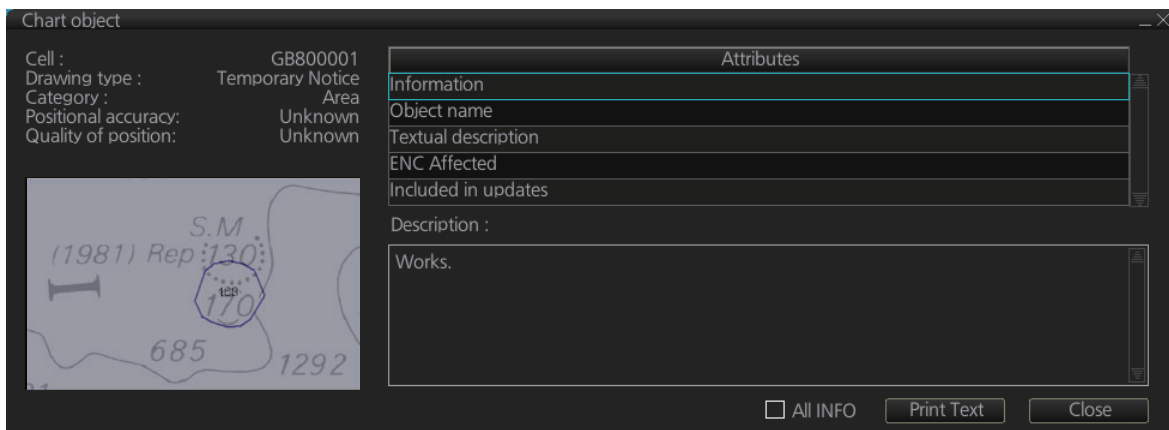 Chart object
Cell : GB800001
Drawing type : Temporary Notice
Category : Area
Positional accuracy: Unknown
Quality of position: Unknown
S.M
(1981) Rep 130
170
685
1292
Attributes
Information
Object name
Textual description
ENC Affected
Included in updates
Description :
Works.
All INFO
Print Text
Close